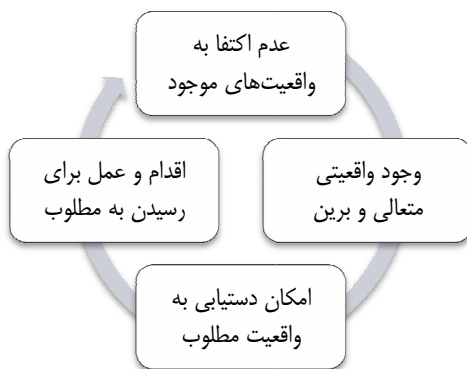 عدم اکتفا به
واقعیت‌های موجود
وجود واقعیتی
متعالی و برین
امکان دستیابی به
واقعیت مطلوب
اقدام و عمل برای
رسیدن به مطلوب